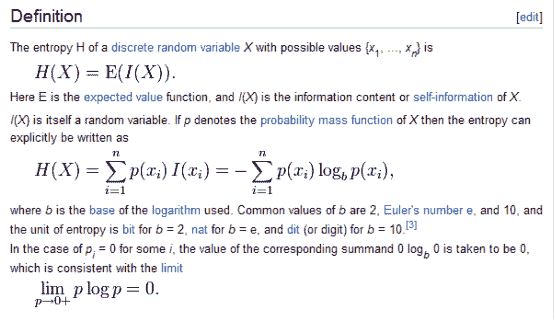 Definition [edit]
The entropy H of a discrete random variable X with possible values {x₁, ..., xₙ} is
H(X) = E(I(X)).
Here E is the expected value function, and I(X) is the information content or self-information of X.
I(X) is itself a random variable. If p denotes the probability mass function of X then the entropy can
explicitly be written as
H(X) = ∑ⁿᵢ₌₁ p(xᵢ) I(xᵢ) = − ∑ⁿᵢ₌₁ p(xᵢ) log_b p(xᵢ),
where b is the base of the logarithm used. Common values of b are 2, Euler's number e, and 10, and
the unit of entropy is bit for b = 2, nat for b = e, and dit (or digit) for b = 10.[3]
In the case of pᵢ = 0 for some i, the value of the corresponding summand 0 log_b 0 is taken to be 0,
which is consistent with the limit
lim p→0+ p log p = 0.